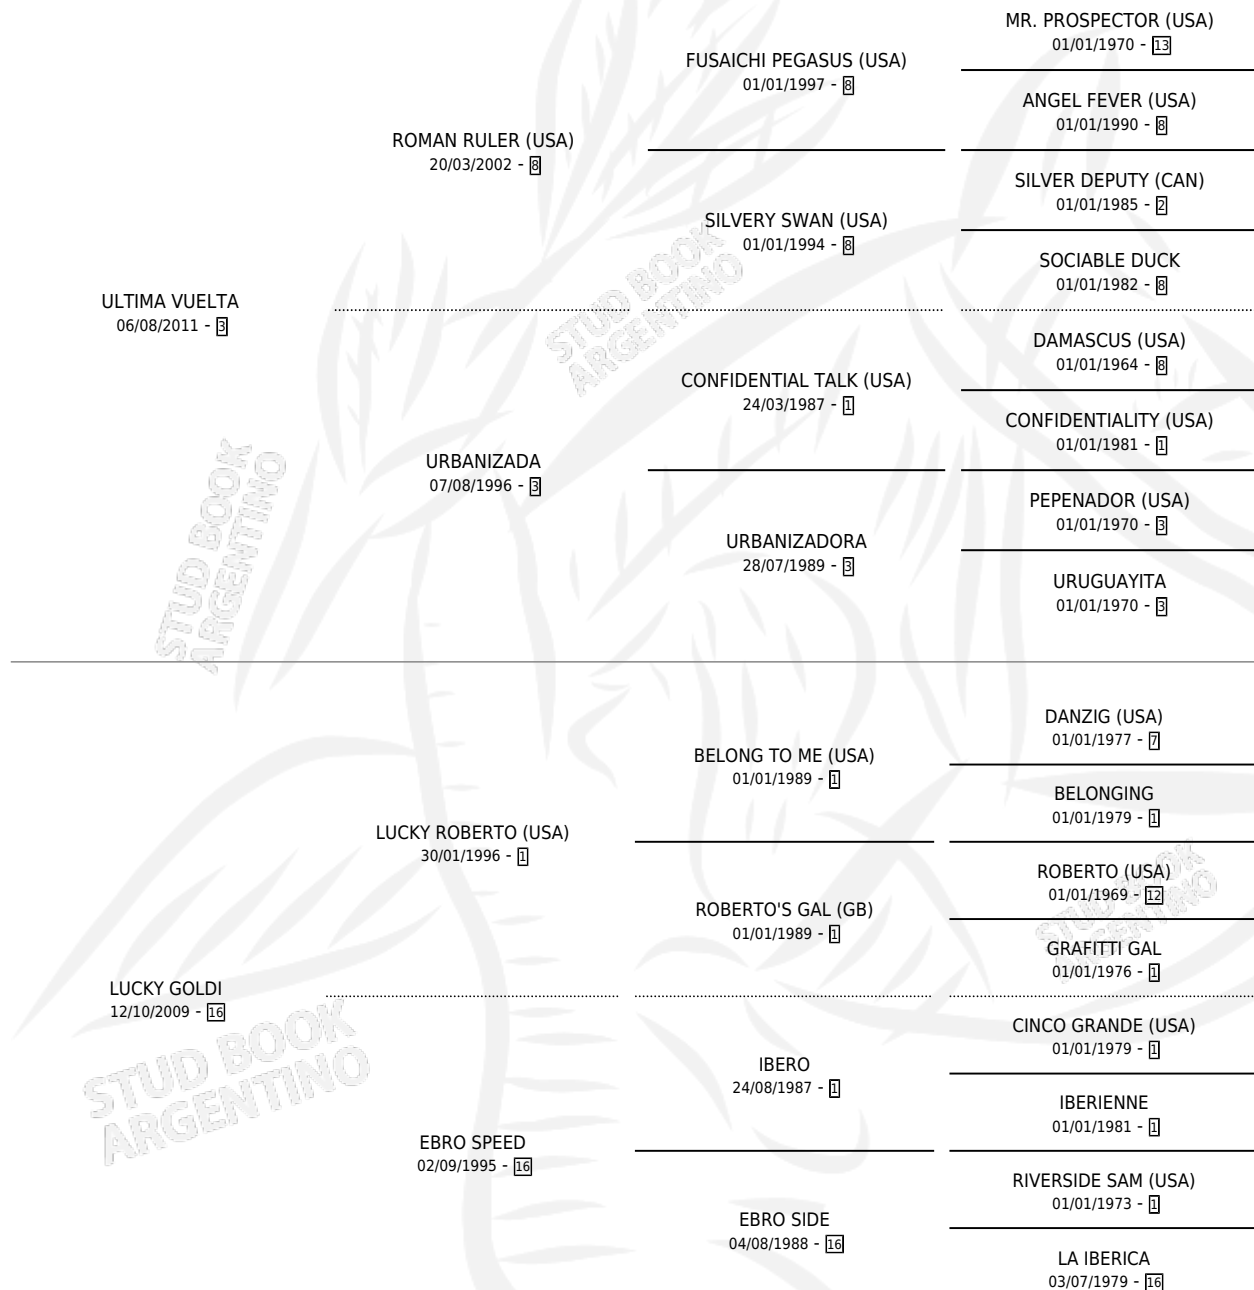 MR. PROSPECTOR (USA)
01/01/1970 - 13
FUSAICHI PEGASUS (USA)
01/01/1997 - 8
ANGEL FEVER (USA)
01/01/1990 - 8
ROMAN RULER (USA)
20/03/2002 - 8
SILVER DEPUTY (CAN)
01/01/1985 - 2
SILVERY SWAN (USA)
01/01/1994 - 8
SOCIABLE DUCK
01/01/1982 - 8
STUD BOOK
ARGENTINO
ULTIMA VUELTA
06/08/2011 - 3
DAMASCUS (USA)
01/01/1964 - 8
CONFIDENTIAL TALK (USA)
24/03/1987 - 1
CONFIDENTIALITY (USA)
01/01/1981 - 1
URBANIZADA
07/08/1996 - 3
PEPENADOR (USA)
01/01/1970 - 3
URBANIZADORA
28/07/1989 - 3
URUGUAYITA
01/01/1970 - 3
STUD BOOK
ARGENTINO
DANZIG (USA)
01/01/1977 - 7
BELONG TO ME (USA)
01/01/1989 - 1
BELONGING
01/01/1979 - 1
LUCKY ROBERTO (USA)
30/01/1996 - 1
ROBERTO (USA)
01/01/1969 - 12
STUD BOOK
ARGENTINO
ROBERTO'S GAL (GB)
01/01/1989 - 1
GRAFITTI GAL
01/01/1976 - 1
LUCKY GOLDI
12/10/2009 - 16
CINCO GRANDE (USA)
01/01/1979 - 1
IBERO
24/08/1987 - 1
IBERIENNE
01/01/1981 - 1
STUD BOOK
ARGENTINO
EBRO SPEED
02/09/1995 - 16
RIVERSIDE SAM (USA)
01/01/1973 - 1
EBRO SIDE
04/08/1988 - 16
LA IBERICA
03/07/1979 - 16